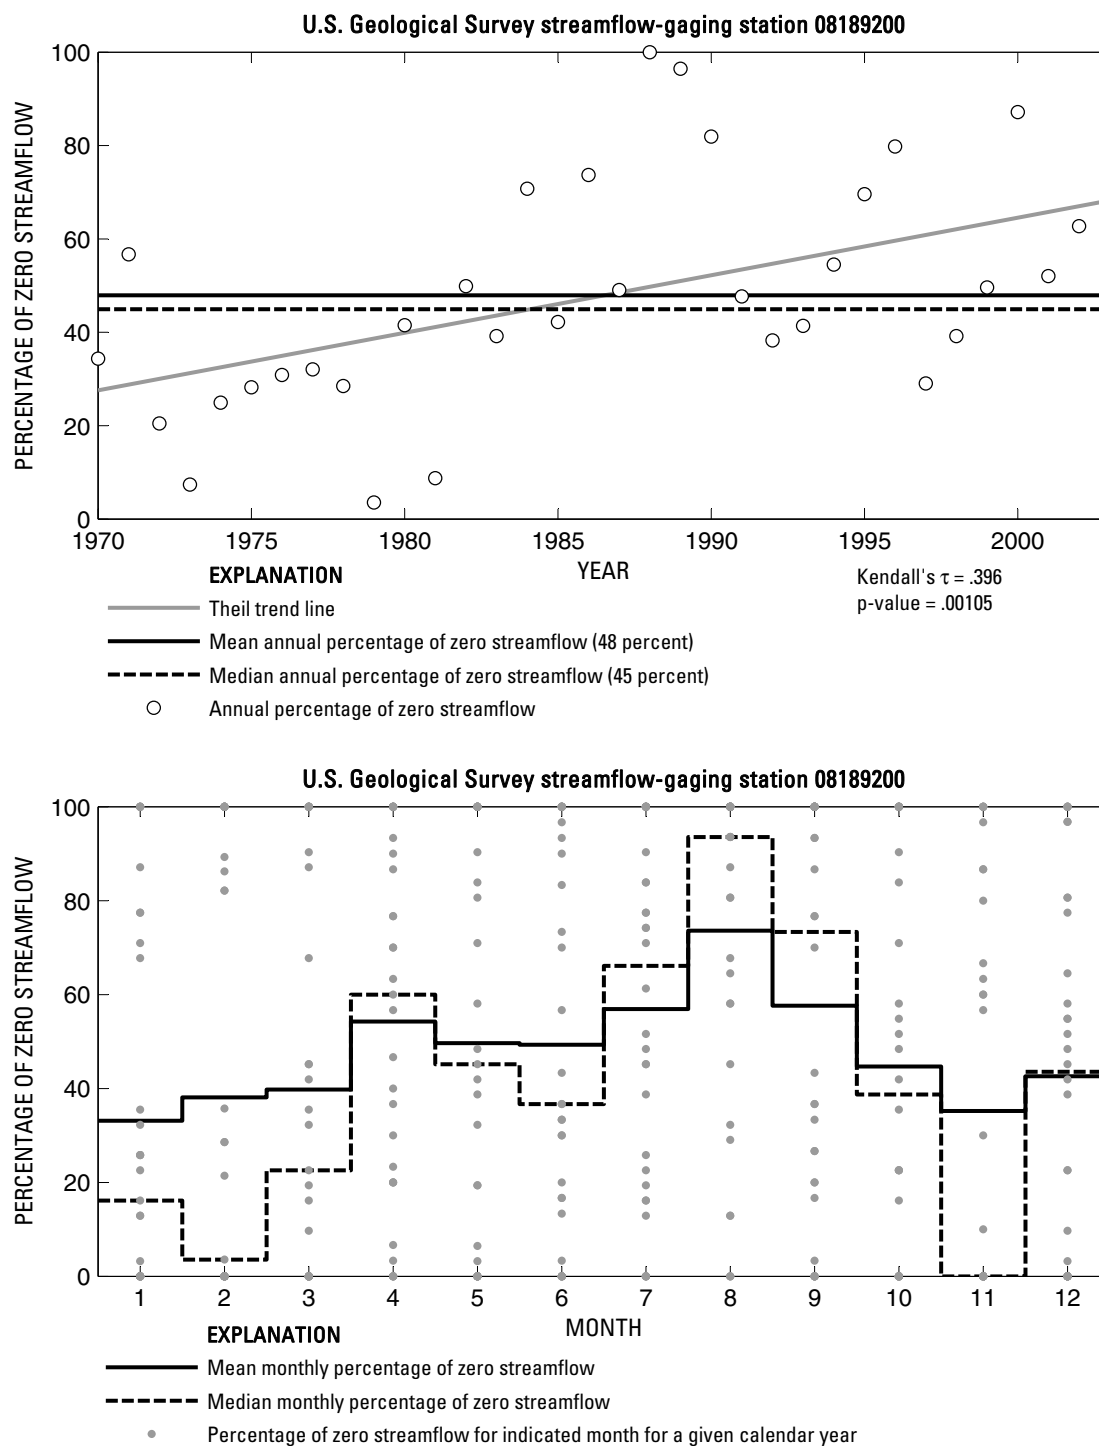 U.S. Geological Survey streamflow-gaging station 08189200
PERCENTAGE OF ZERO STREAMFLOW
100
80
60
40
20
0
1970 1975 1980 1985 1990 1995 2000
YEAR
Kendall's τ = .396
p-value = .00105
EXPLANATION
Theil trend line
Mean annual percentage of zero streamflow (48 percent)
Median annual percentage of zero streamflow (45 percent)
Annual percentage of zero streamflow
U.S. Geological Survey streamflow-gaging station 08189200
PERCENTAGE OF ZERO STREAMFLOW
100
80
60
40
20
0
1 2 3 4 5 6 7 8 9 10 11 12
MONTH
EXPLANATION
Mean monthly percentage of zero streamflow
Median monthly percentage of zero streamflow
Percentage of zero streamflow for indicated month for a given calendar year